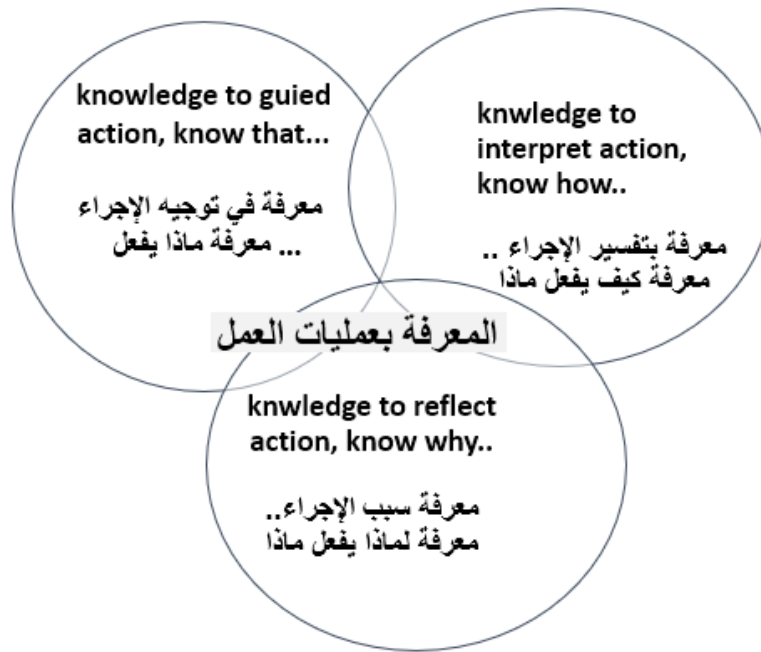 knowledge to guied
action, know that...
معرفة في توجيه الإجراء
... معرفة ماذا يفعل
knwledge to
interpret action,
know how..
معرفة بتفسير الإجراء ..
معرفة كيف يفعل ماذا
المعرفة بعمليات العمل
knwledge to reflect
action, know why..
معرفة سبب الإجراء..
معرفة لماذا يفعل ماذا